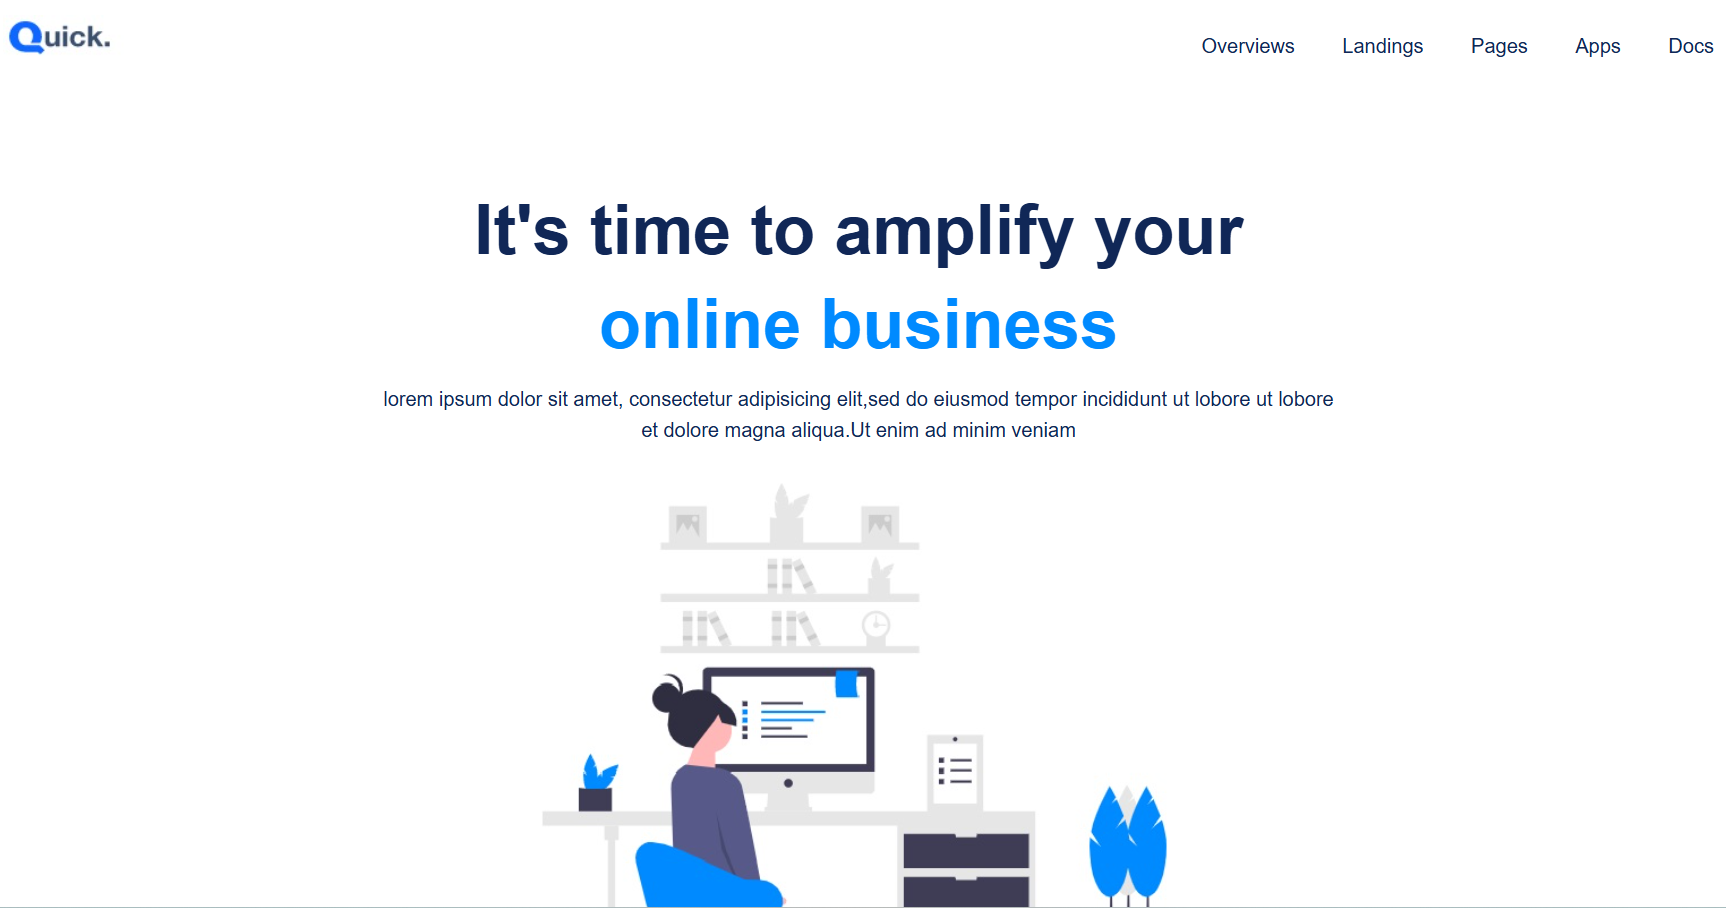 Quick.
Overviews Landings Pages Apps Docs
It's time to amplify your
online business
lorem ipsum dolor sit amet, consectetur adipisicing elit,sed do eiusmod tempor incididunt ut lobore ut lobore
et dolore magna aliqua.Ut enim ad minim veniam